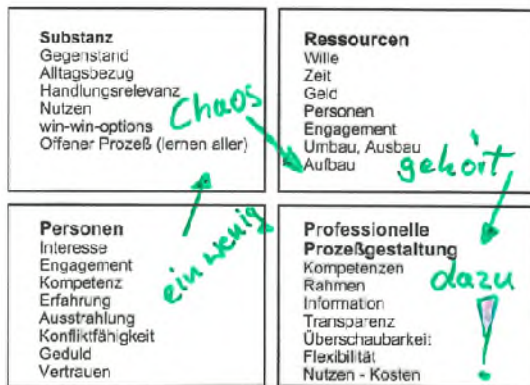 Substanz
Gegenstand
Alltagsbezug
Handlungsrelevanz
Nutzen
win-win-options
Offener Prozeß (lernen aller)
Ressourcen
Wille
Zeit
Geld
Personen
Engagement
Umbau, Ausbau
Aufbau
Personen
Interesse
Engagement
Kompetenz
Erfahrung
Ausstrahlung
Konfliktfähigkeit
Geduld
Vertrauen
Professionelle
Prozeßgestaltung
Kompetenzen
Rahmen
Information
Transparenz
Überschaubarkeit
Flexibilität
Nutzen - Kosten
ein wenig
Chaos
gehört
dazu !